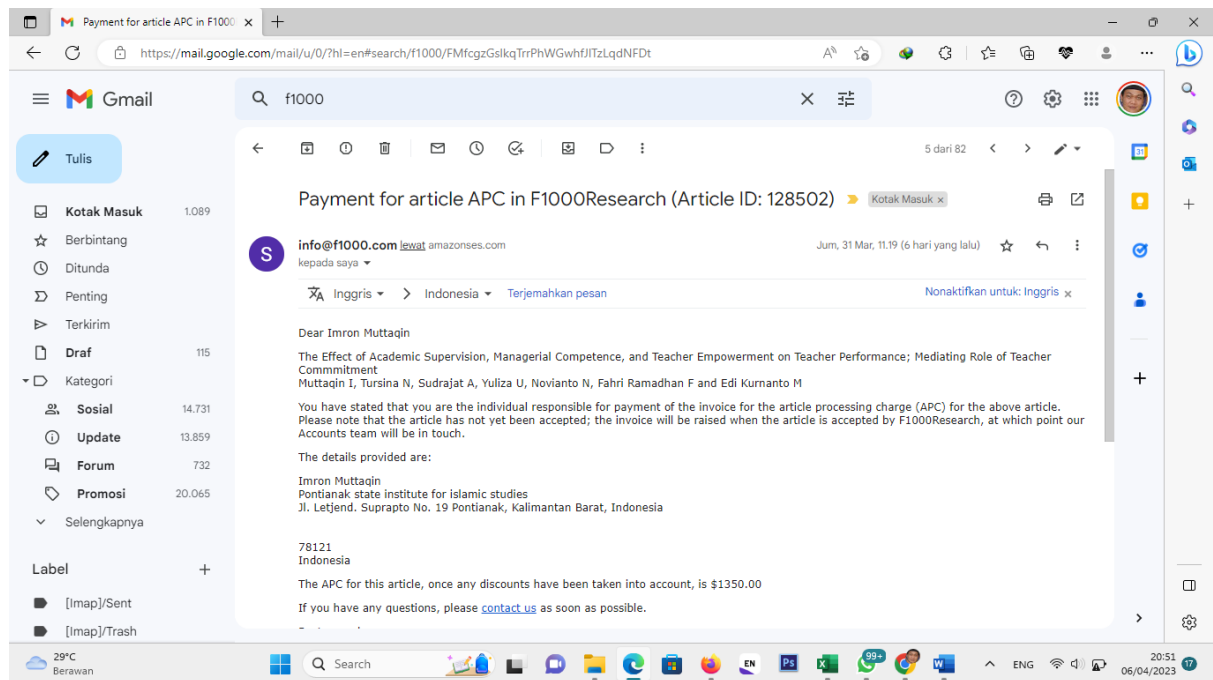 Payment for article APC in F1000
https://mail.google.com/mail/u/0/?hl=en#search/f1000/FMfcgzGslkqTrrPhWGwhfJlTzLqdNFDt
Gmail
f1000
Tulis
5 dari 82
Kotak Masuk 1.089
Berbintang
Ditunda
Penting
Terkirim
Draf 115
Kategori
Sosial 14.731
Update 13.859
Forum 732
Promosi 20.065
Selengkapnya
Label
[Imap]/Sent
[Imap]/Trash
Payment for article APC in F1000Research (Article ID: 128502) Kotak Masuk x
S
info@f1000.com lewat amazonses.com Jum, 31 Mar, 11.19 (6 hari yang lalu)
kepada saya
Inggris > Indonesia Terjemahkan pesan Nonaktifkan untuk: Inggris x
Dear Imron Muttaqin
The Effect of Academic Supervision, Managerial Competence, and Teacher Empowerment on Teacher Performance; Mediating Role of Teacher
Commmitment
Muttaqin I, Tursina N, Sudrajat A, Yuliza U, Novianto N, Fahri Ramadhan F and Edi Kurnanto M
You have stated that you are the individual responsible for payment of the invoice for the article processing charge (APC) for the above article.
Please note that the article has not yet been accepted; the invoice will be raised when the article is accepted by F1000Research, at which point our
Accounts team will be in touch.
The details provided are:
Imron Muttaqin
Pontianak state institute for islamic studies
Jl. Letjend. Suprapto No. 19 Pontianak, Kalimantan Barat, Indonesia
78121
Indonesia
The APC for this article, once any discounts have been taken into account, is $1350.00
If you have any questions, please contact us as soon as possible.
31
29°C
Berawan
Search
EN
Ps
99+
ENG
20:51
06/04/2023
17